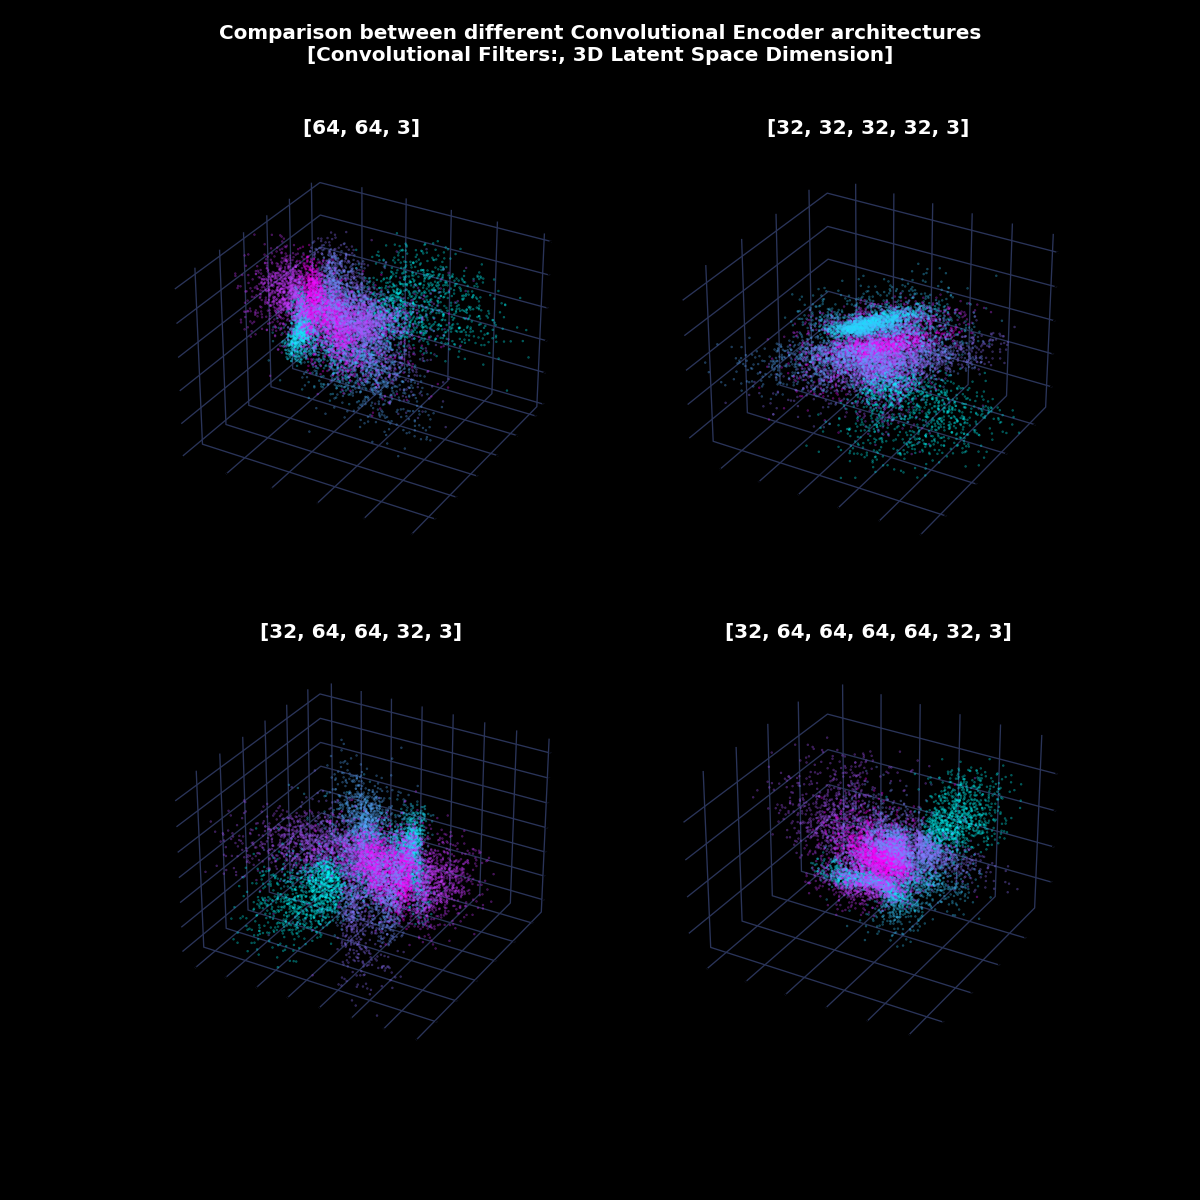 Comparison between different Convolutional Encoder architectures
[Convolutional Filters:, 3D Latent Space Dimension]
[64, 64, 3]
[32, 32, 32, 32, 3]
[32, 64, 64, 32, 3]
[32, 64, 64, 64, 64, 32, 3]